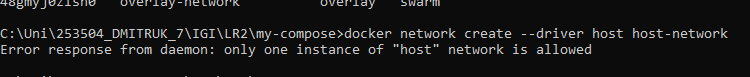 48gmyj0z1sh0 overlay-network overlay swarm
C:\Uni\253504_DMITRUK_7\IGI\LR2\my-compose>docker network create --driver host host-network
Error response from daemon: only one instance of "host" network is allowed